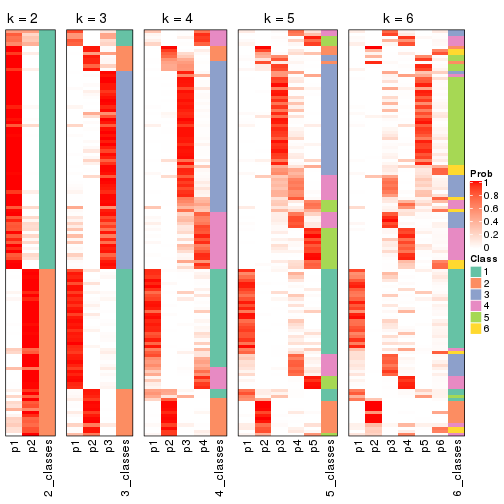 k = 2
k = 3
k = 4
k = 5
k = 6
p1
p2
2_classes
p1
p2
p3
3_classes
p1
p2
p3
p4
4_classes
p1
p2
p3
p4
p5
5_classes
p1
p2
p3
p4
p5
p6
6_classes
Prob
1
0.8
0.6
0.4
0.2
0
Class
1
2
3
4
5
6